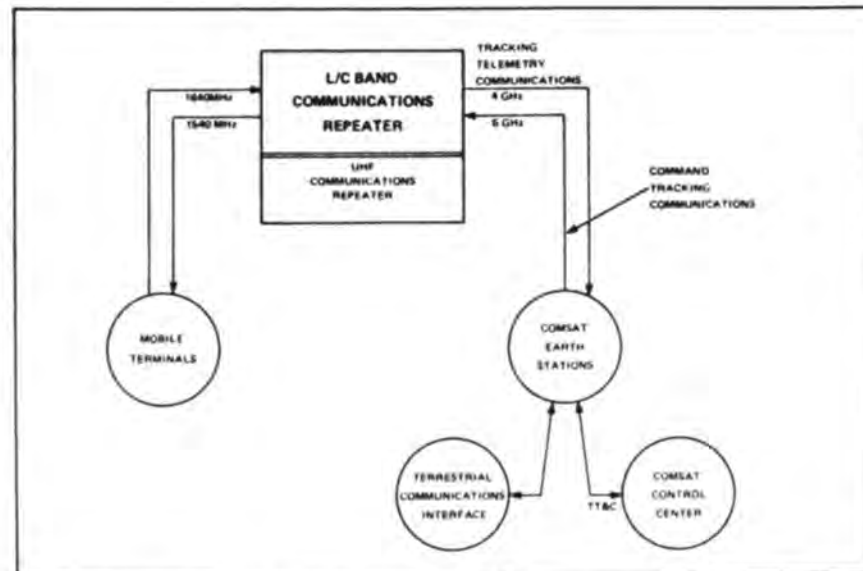 L/C BAND
COMMUNICATIONS
REPEATER
UHF
COMMUNICATIONS
REPEATER
1640MHz
1540 MHz
TRACKING
TELEMETRY
COMMUNICATIONS
4 GHz
6 GHz
COMMAND
TRACKING
COMMUNICATIONS
MOBILE
TERMINALS
COMSAT
EARTH
STATIONS
TERRESTRIAL
COMMUNICATIONS
INTERFACE
TT&C
COMSAT
CONTROL
CENTER